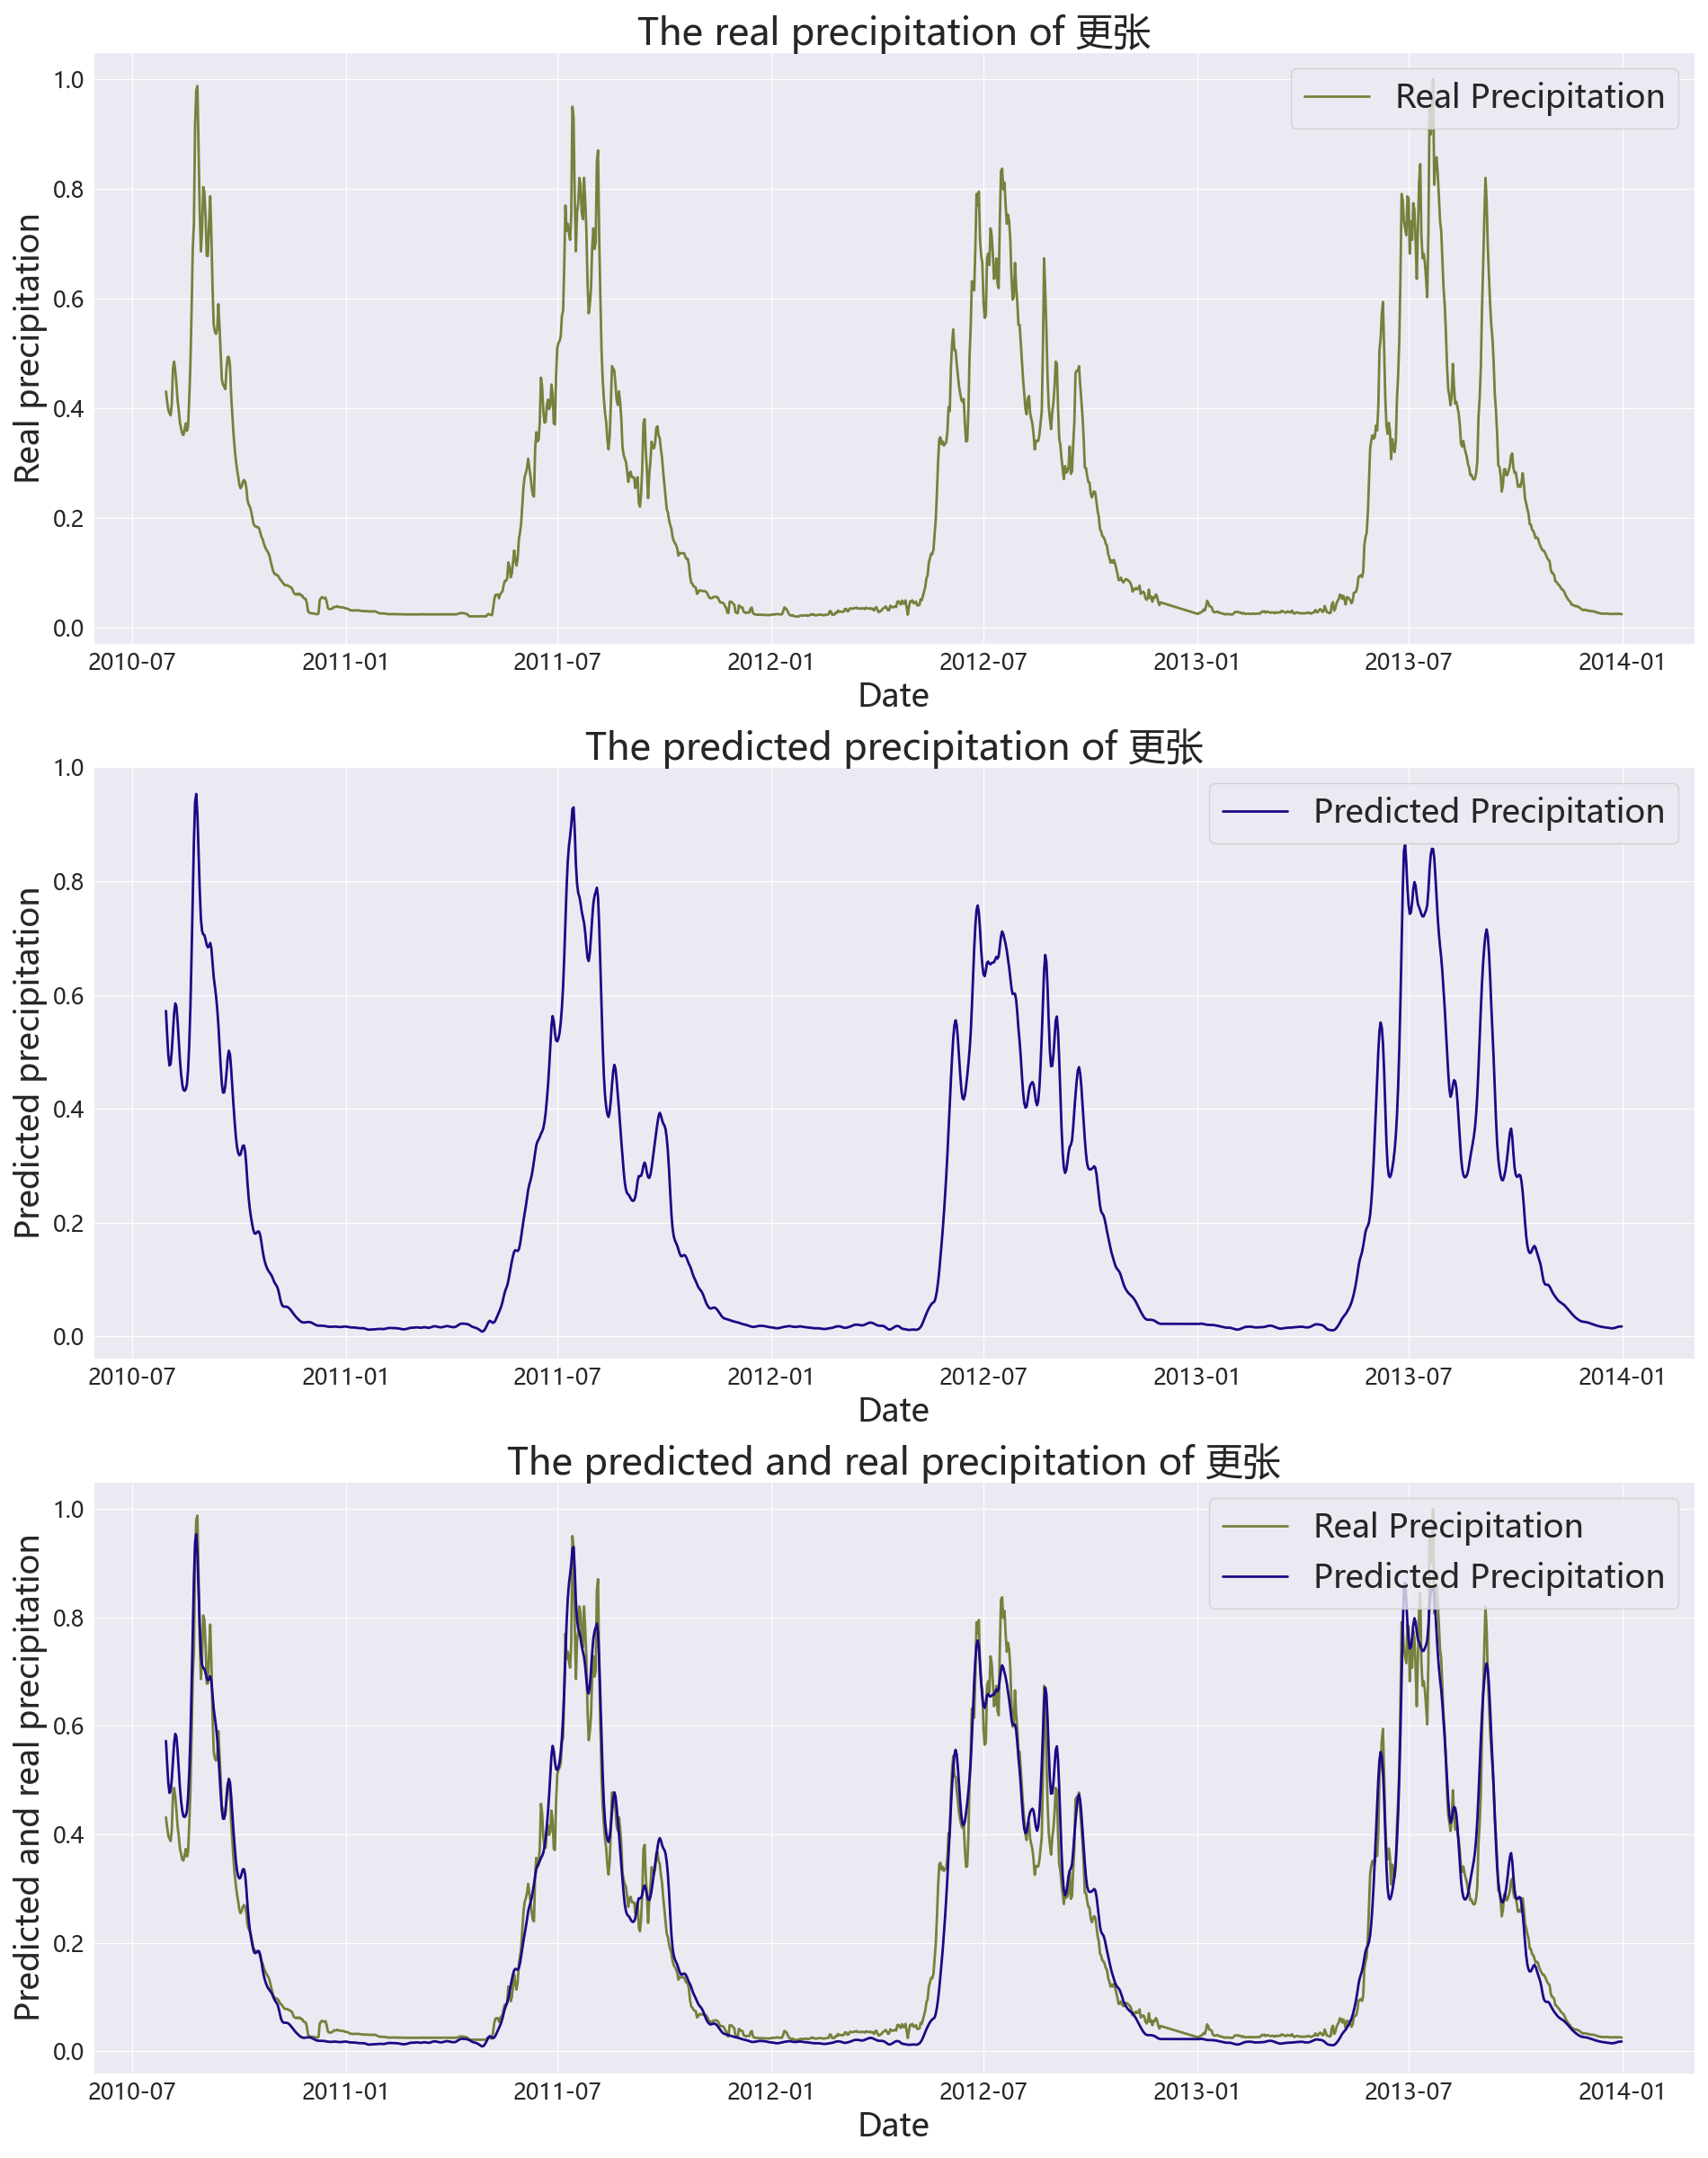 The real precipitation of 更张
Real Precipitation
Real precipitation
1.0
0.8
0.6
0.4
0.2
0.0
2010-07 2011-01 2011-07 2012-01 2012-07 2013-01 2013-07 2014-01
Date
The predicted precipitation of 更张
Predicted Precipitation
Predicted precipitation
1.0
0.8
0.6
0.4
0.2
0.0
2010-07 2011-01 2011-07 2012-01 2012-07 2013-01 2013-07 2014-01
Date
The predicted and real precipitation of 更张
Real Precipitation
Predicted Precipitation
Predicted and real precipitation
1.0
0.8
0.6
0.4
0.2
0.0
2010-07 2011-01 2011-07 2012-01 2012-07 2013-01 2013-07 2014-01
Date